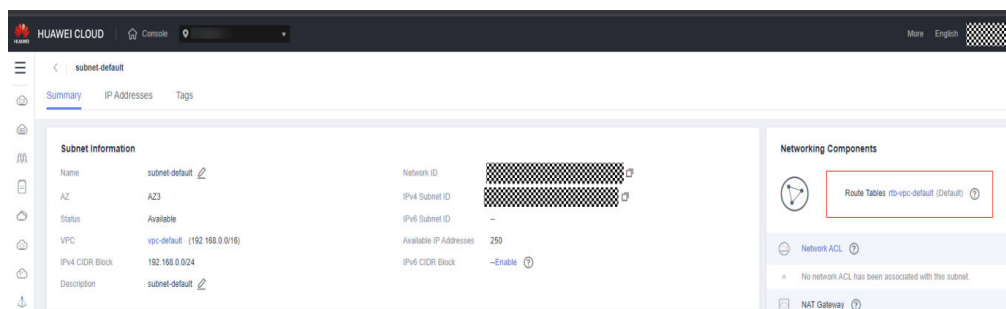 HUAWEI HUAWEI CLOUD Console More English
subnet-default
Summary IP Addresses Tags
Subnet Information
Name subnet-default Network ID
AZ AZ3 IPv4 Subnet ID
Status Available IPv6 Subnet ID --
VPC vpc-default (192.168.0.0/16) Available IP Addresses 250
IPv4 CIDR Block 192.168.0.0/24 IPv6 CIDR Block --Enable
Description subnet-default
Networking Components
Route Tables rtb-vpc-default (Default)
Network ACL
No network ACL has been associated with this subnet.
NAT Gateway